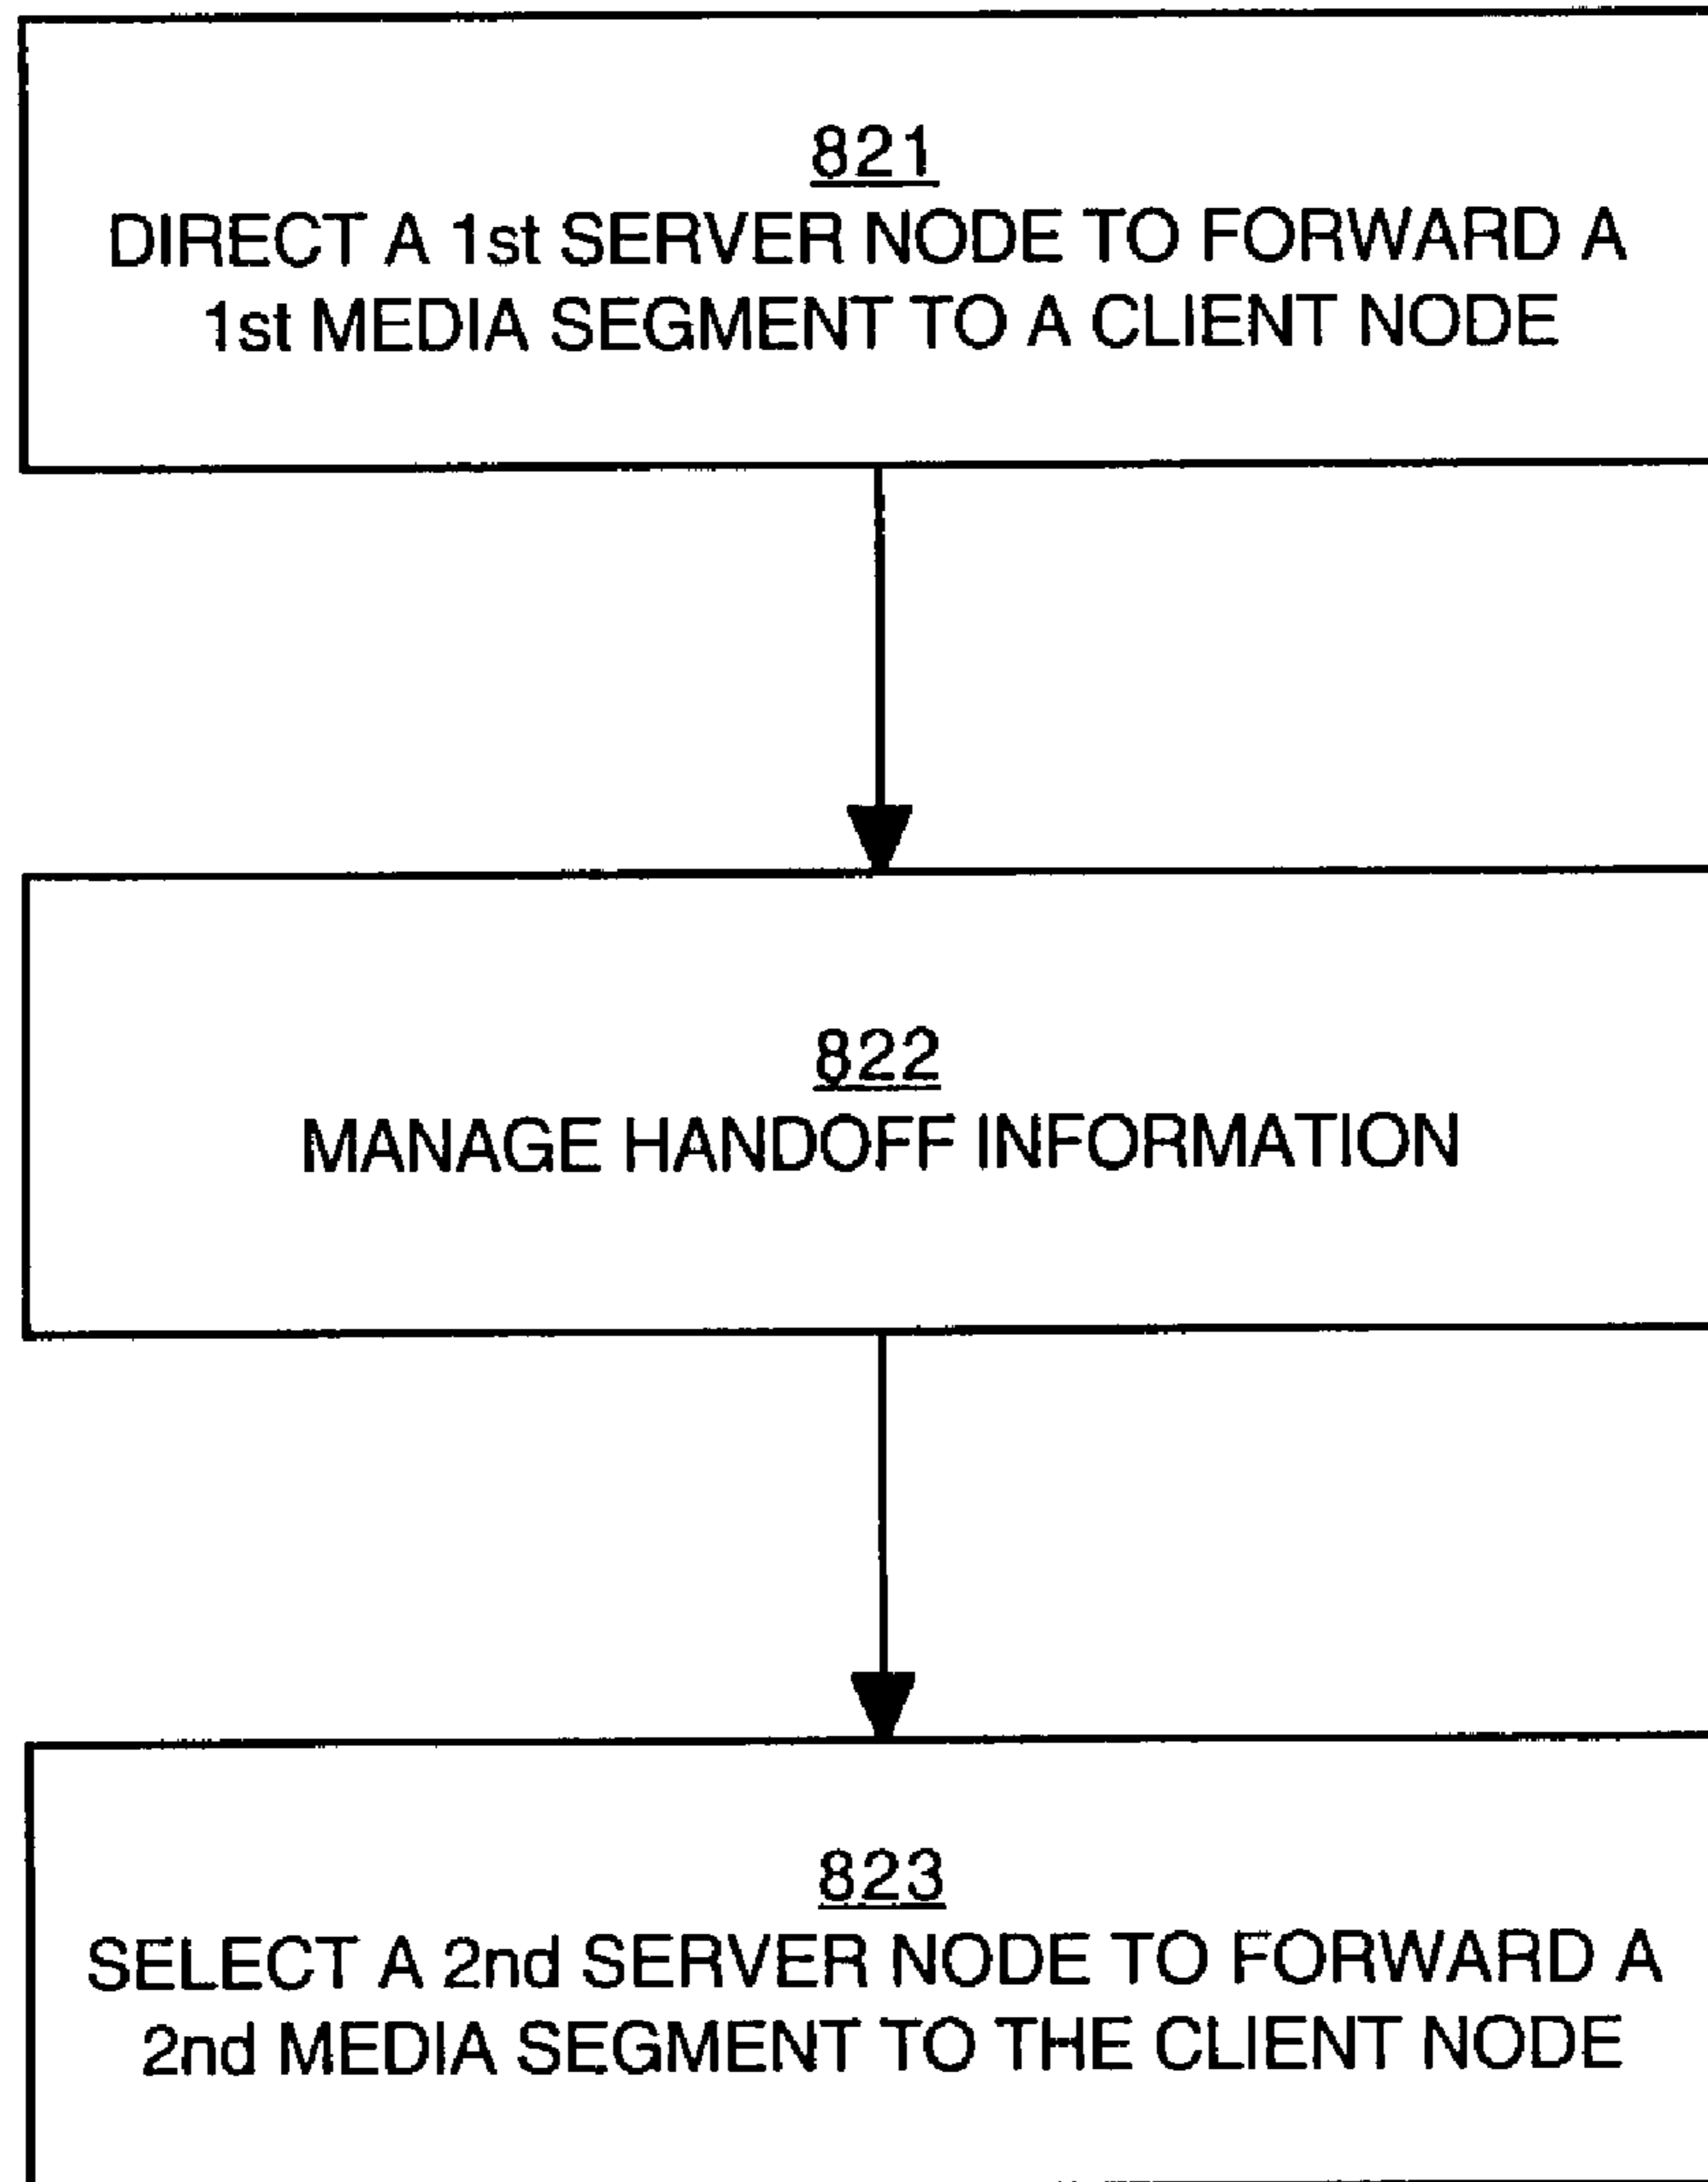 821
DIRECT A 1st SERVER NODE TO FORWARD A
1st MEDIA SEGMENT TO A CLIENT NODE
822
MANAGE HANDOFF INFORMATION
823
SELECT A 2nd SERVER NODE TO FORWARD A
2nd MEDIA SEGMENT TO THE CLIENT NODE